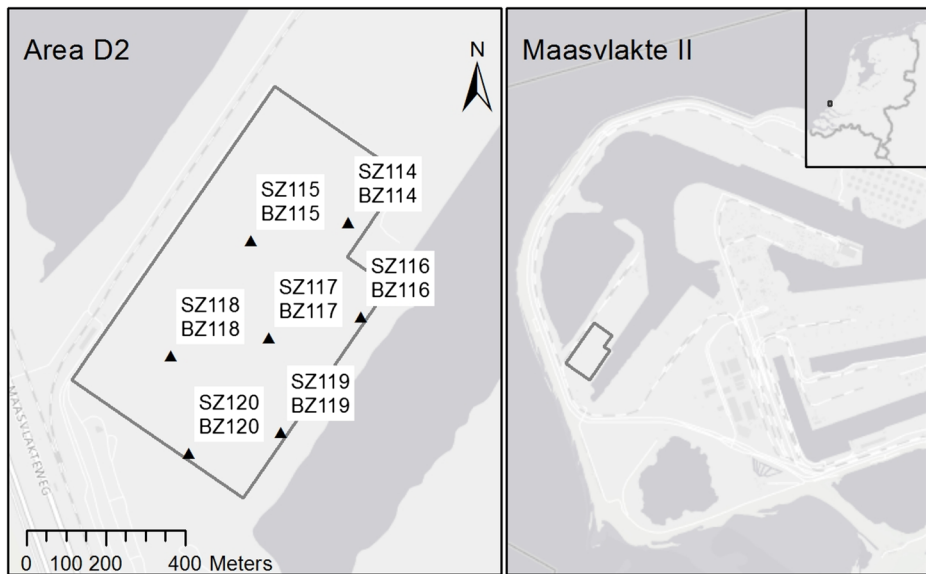 Area D2
N
SZ114
BZ114
SZ115
BZ115
SZ116
BZ116
SZ117
BZ117
SZ118
BZ118
SZ119
BZ119
SZ120
BZ120
MAASVLAKTEWEG
0 100 200 400 Meters
Maasvlakte II